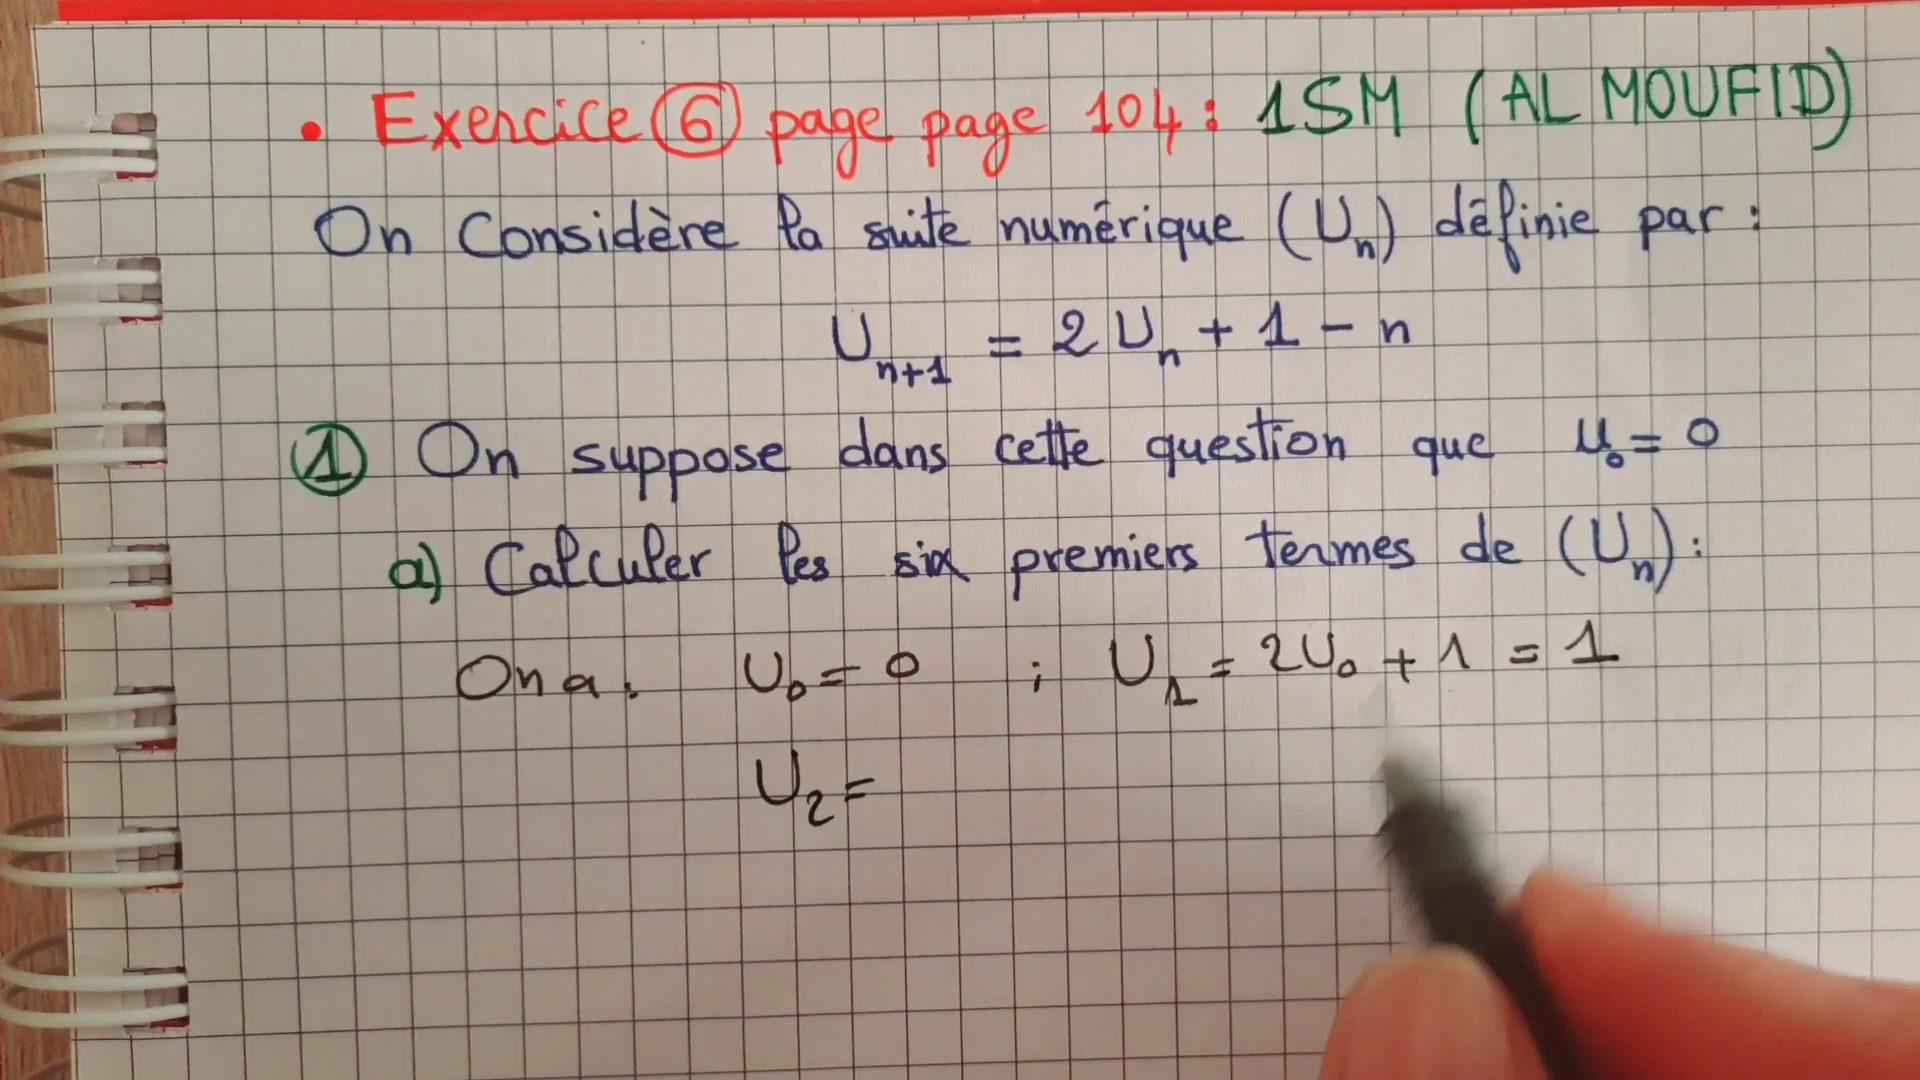 • Exercice 6 page page 104: 1SM (AL MOUFID)
On Considère la suite numérique (Un) définie par:
Un+1 = 2Un + 1 - n
1 On suppose dans cette question que u0 = 0
a) Calculer les six premiers termes de (Un):
On a: U0 = 0 ; U1 = 2U0 + 1 = 1
U2 =